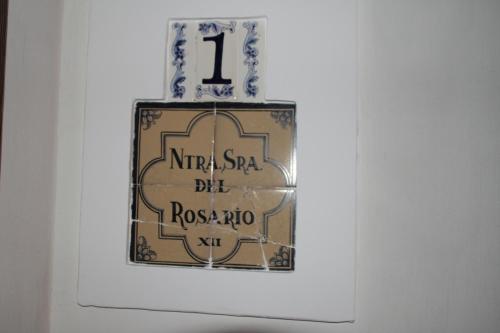 1
NTRA. SRA.
DEL
ROSARIO
XII